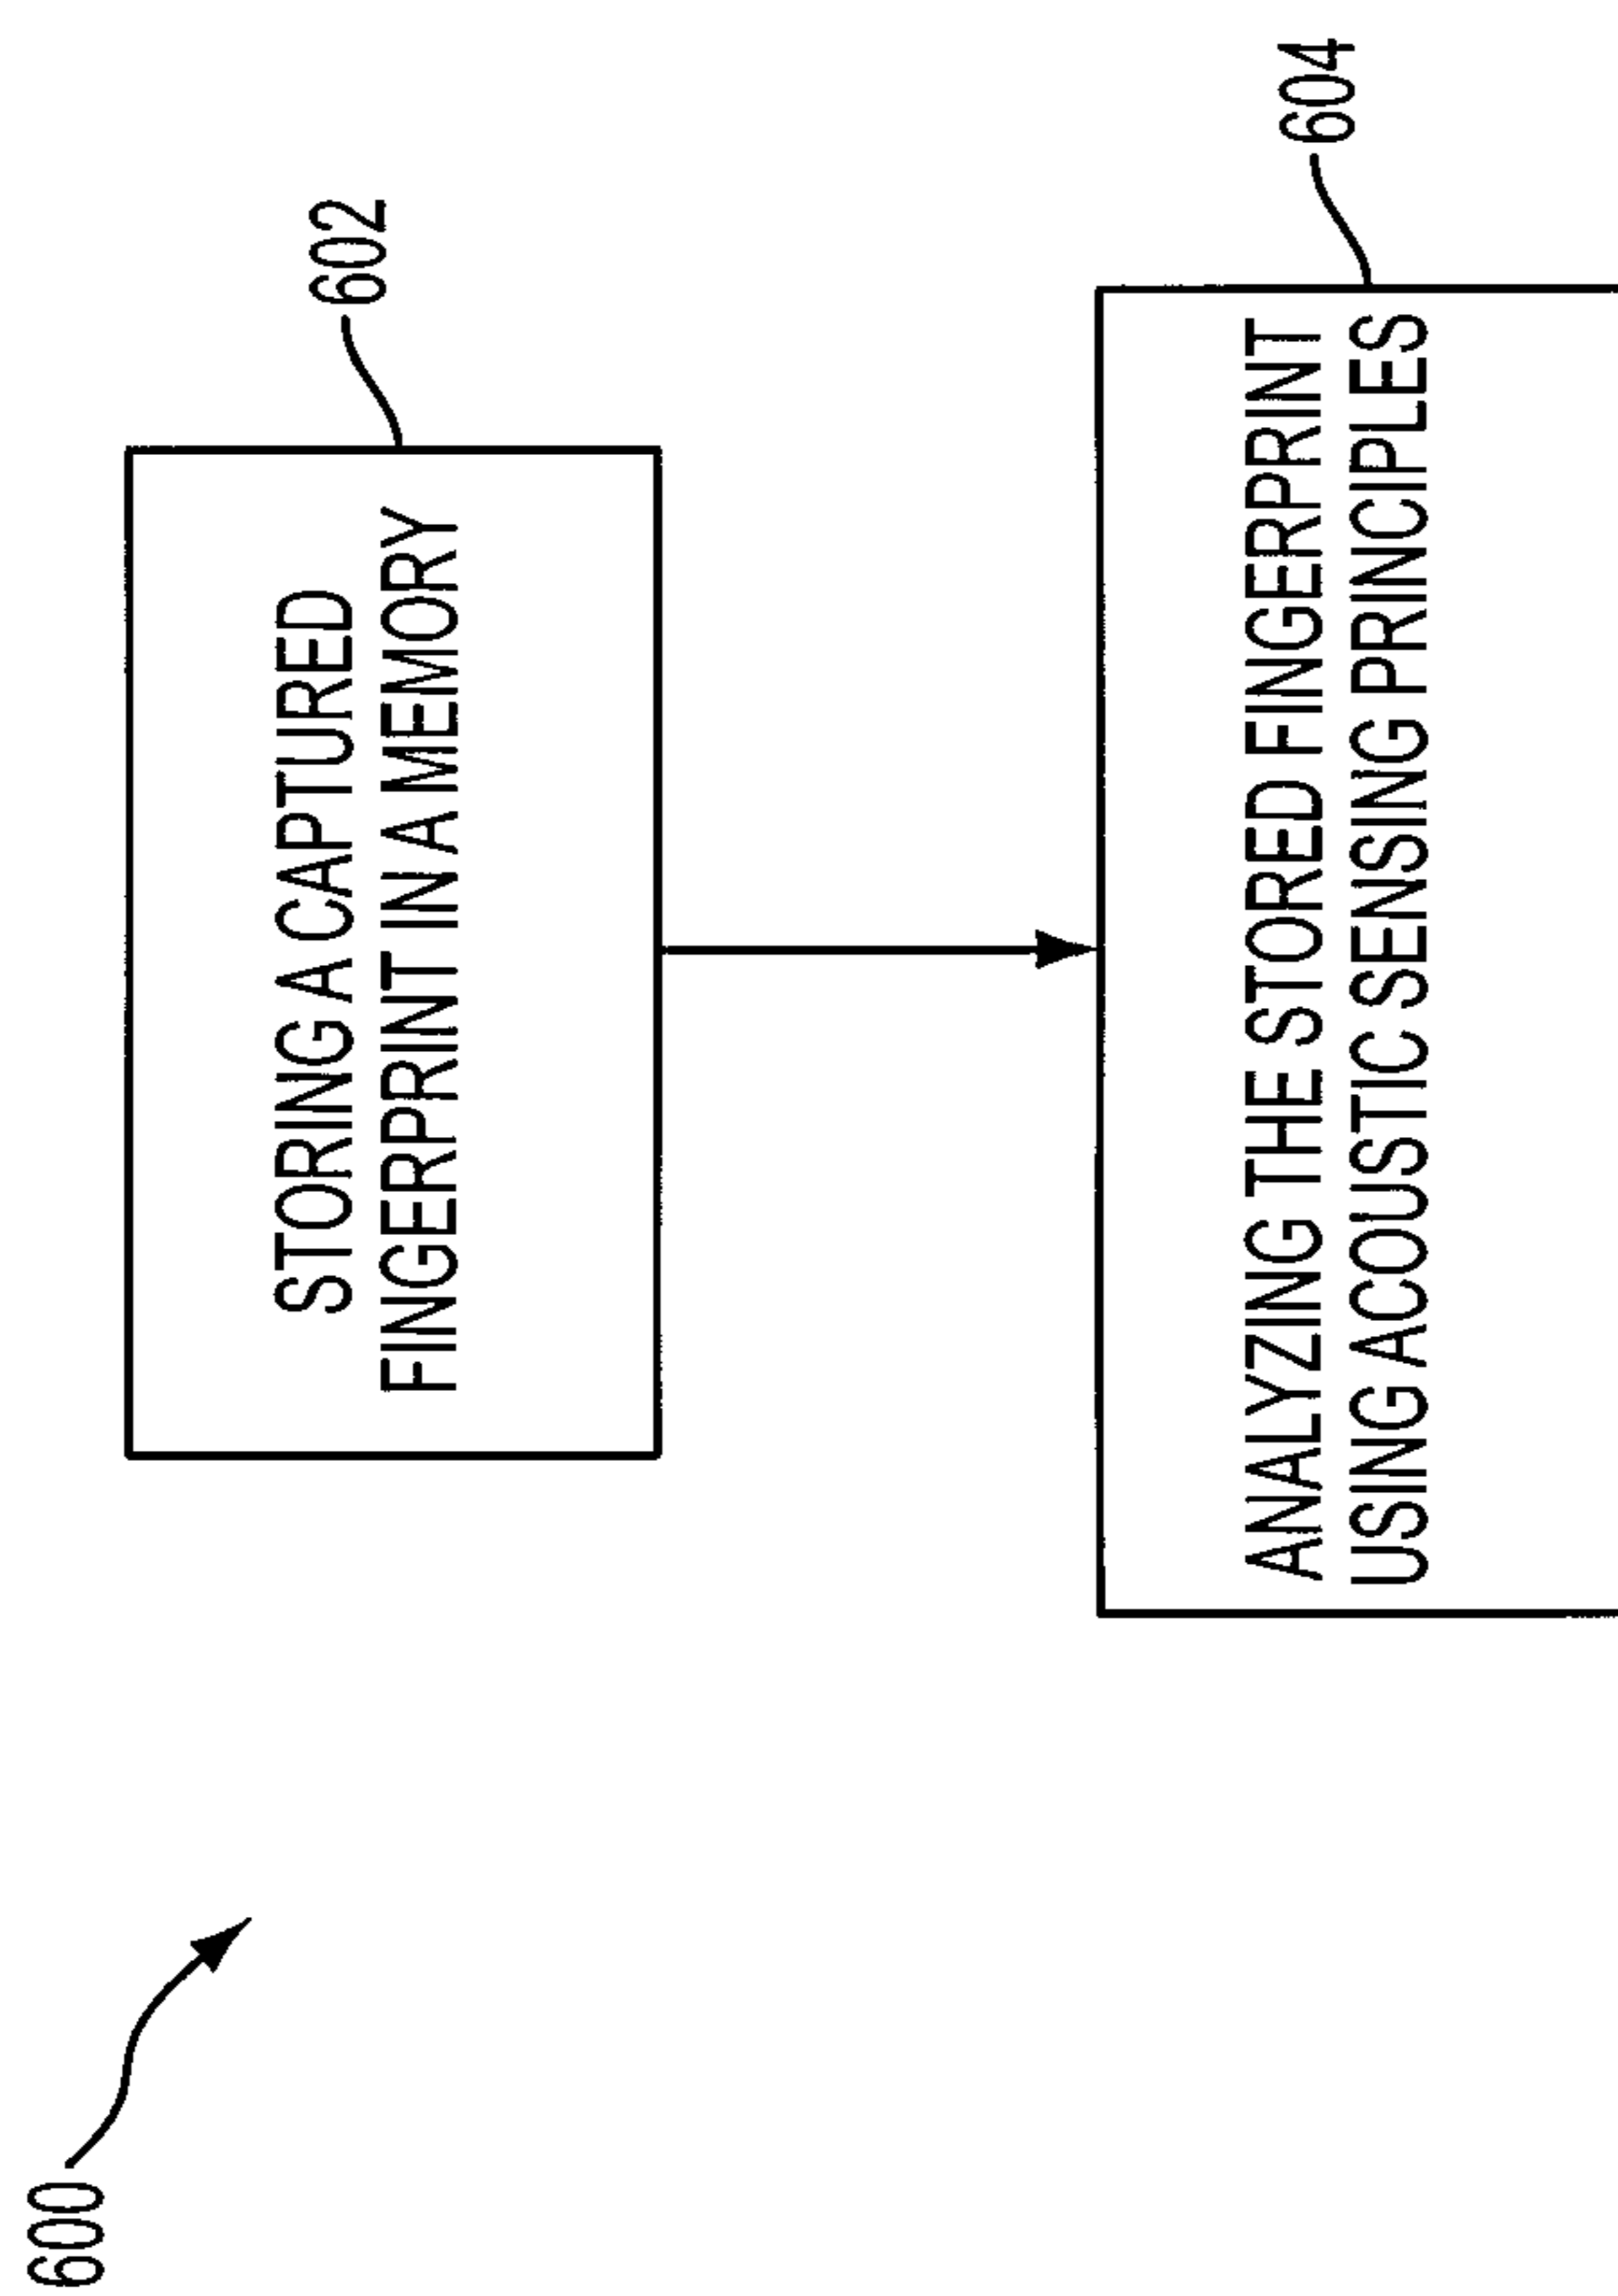 600
STORING A CAPTURED
FINGERPRINT IN A MEMORY
602
ANALYZING THE STORED FINGERPRINT
USING ACOUSTIC SENSING PRINCIPLES
604